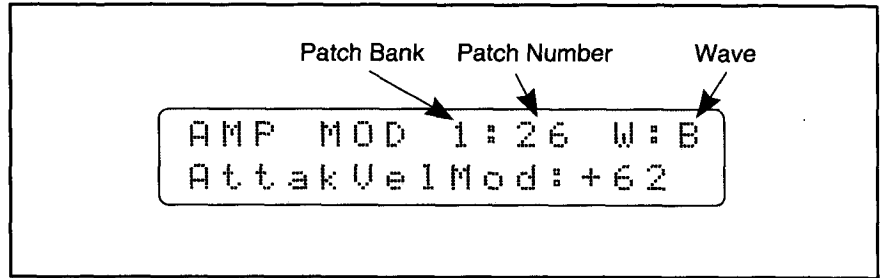 Patch Bank Patch Number Wave
AMP MOD 1:26 W:B
AttakVelMod:+62